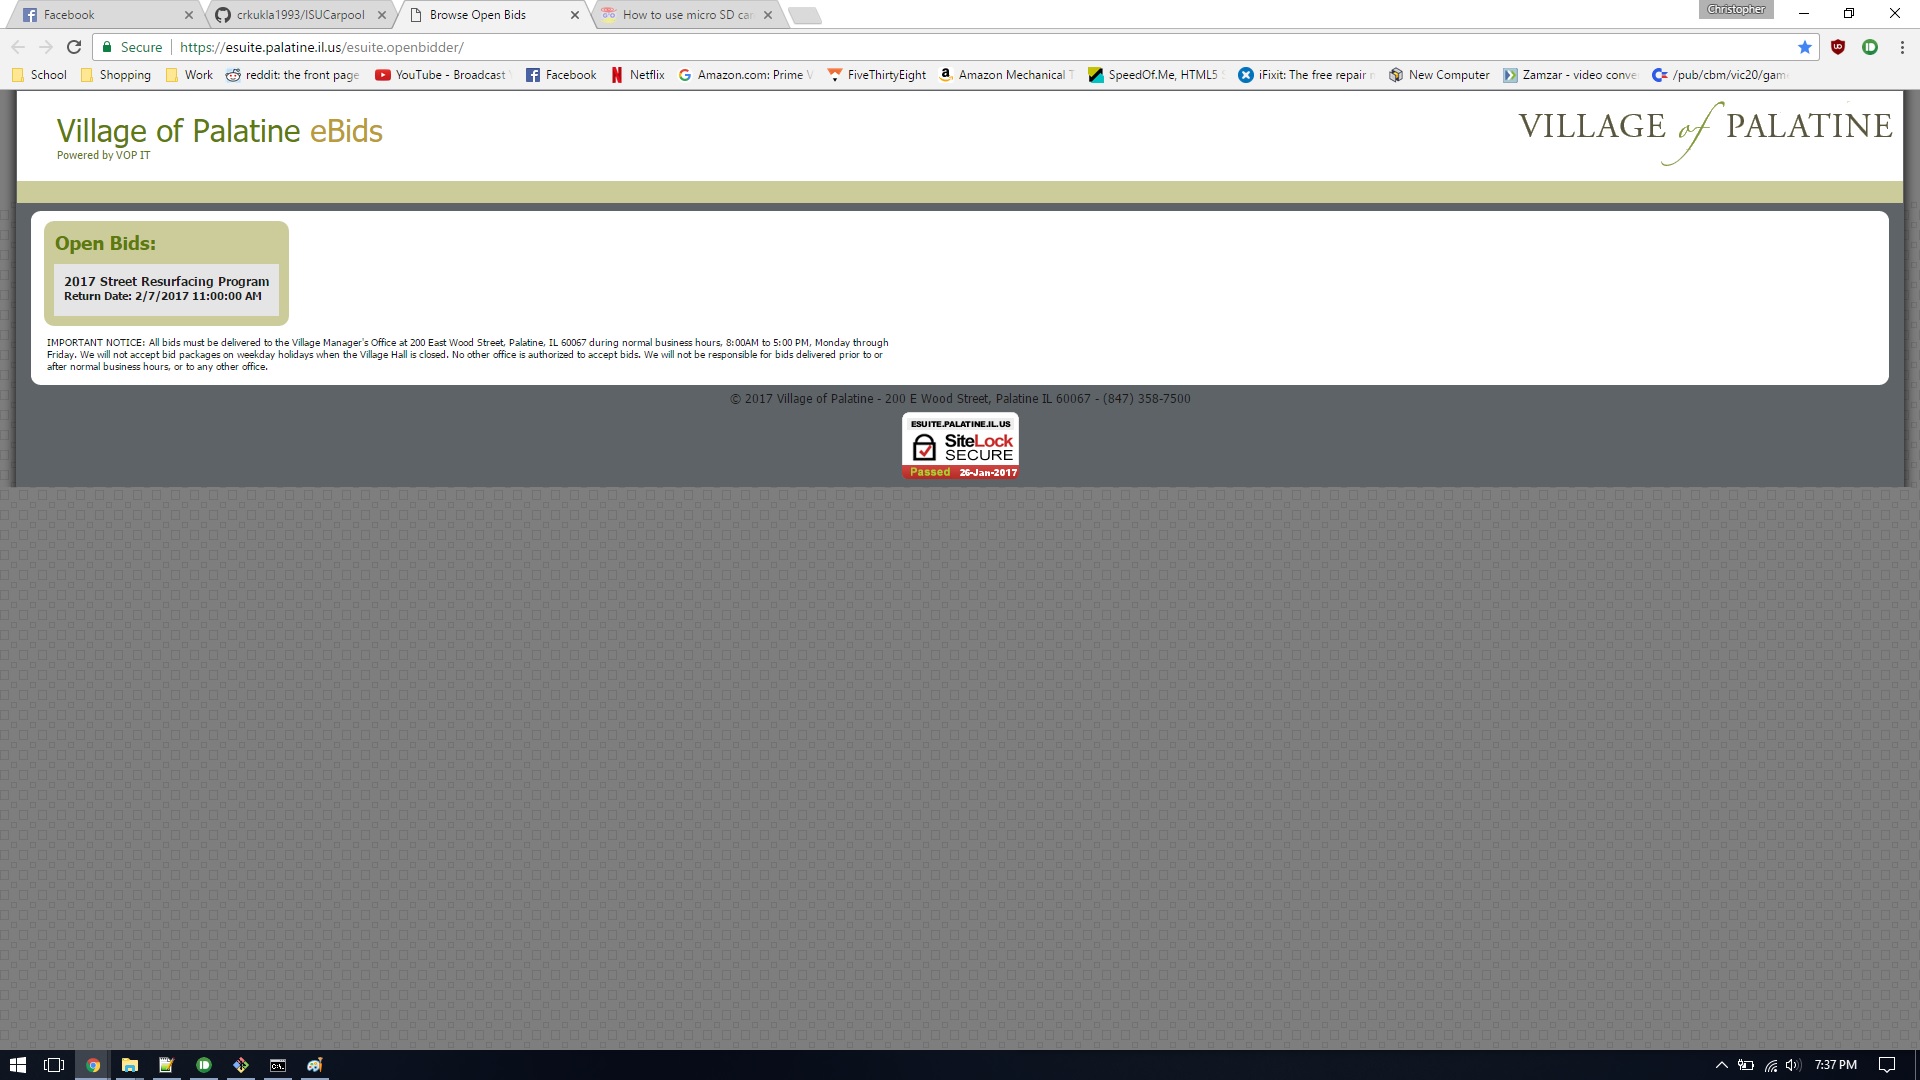 Facebook
crkukla1993/ISUCarpool
Browse Open Bids
How to use micro SD car
Christopher
Secure
https://esuite.palatine.il.us/esuite.openbidder/
School
Shopping
Work
reddit: the front page
YouTube - Broadcast
Facebook
Netflix
Amazon.com: Prime V
FiveThirtyEight
Amazon Mechanical T
SpeedOf.Me, HTML5 S
iFixit: The free repair
New Computer
Zamzar - video conve
/pub/cbm/vic20/gam
Village of Palatine eBids
Powered by VOP IT
VILLAGE of PALATINE
Open Bids:
2017 Street Resurfacing Program
Return Date: 2/7/2017 11:00:00 AM
IMPORTANT NOTICE: All bids must be delivered to the Village Manager's Office at 200 East Wood Street, Palatine, IL 60067 during normal business hours, 8:00AM to 5:00 PM, Monday through
Friday. We will not accept bid packages on weekday holidays when the Village Hall is closed. No other office is authorized to accept bids. We will not be responsible for bids delivered prior to or
after normal business hours, or to any other office.
© 2017 Village of Palatine - 200 E Wood Street, Palatine IL 60067 - (847) 358-7500
ESUITE.PALATINE.IL.US
SiteLock
SECURE
Passed 26-Jan-2017
7:37 PM